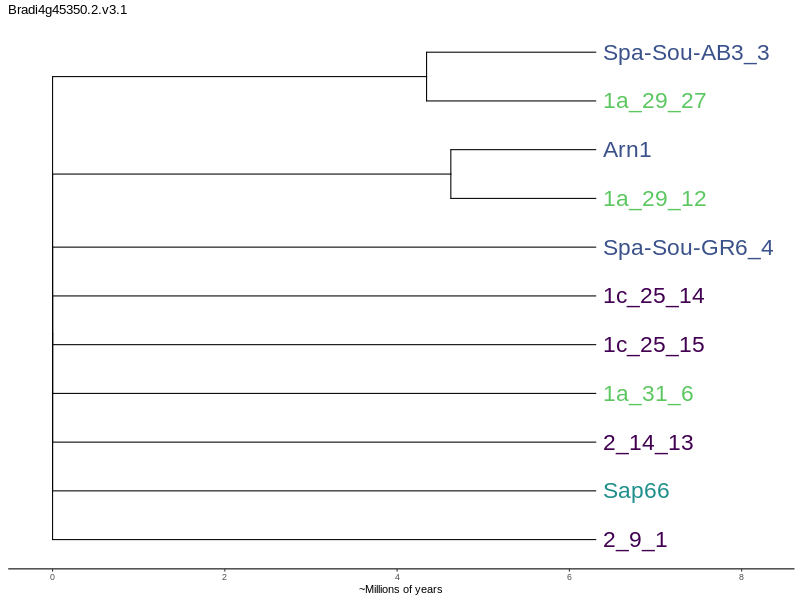 Bradi4g45350.2.v3.1
Spa-Sou-AB3_3
1a_29_27
Arn1
1a_29_12
Spa-Sou-GR6_4
1c_25_14
1c_25_15
1a_31_6
2_14_13
Sap66
2_9_1
0 2 4 6 8
~Millions of years